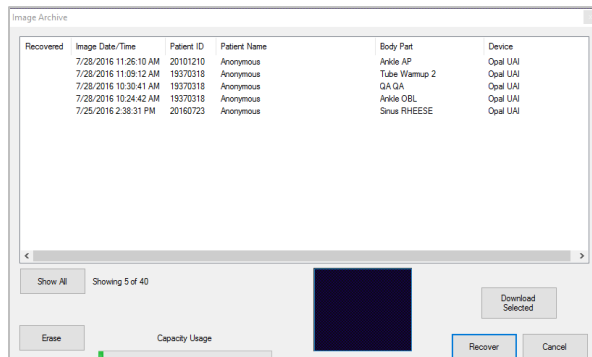 Image Archive
Recovered Image Date/Time Patient ID Patient Name Body Part Device
7/28/2016 11:26:10 AM 20101210 Anonymous Ankle AP Opal UAI
7/28/2016 11:09:12 AM 19370318 Anonymous Tube Warmup 2 Opal UAI
7/28/2016 10:30:41 AM 19370318 Anonymous QA QA Opal UAI
7/28/2016 10:24:42 AM 19370318 Anonymous Ankle OBL Opal UAI
7/25/2016 2:38:31 PM 20160723 Anonymous Sinus RHEESE Opal UAI
Show All Showing 5 of 40
Download
Selected
Erase Capacity Usage
Recover Cancel